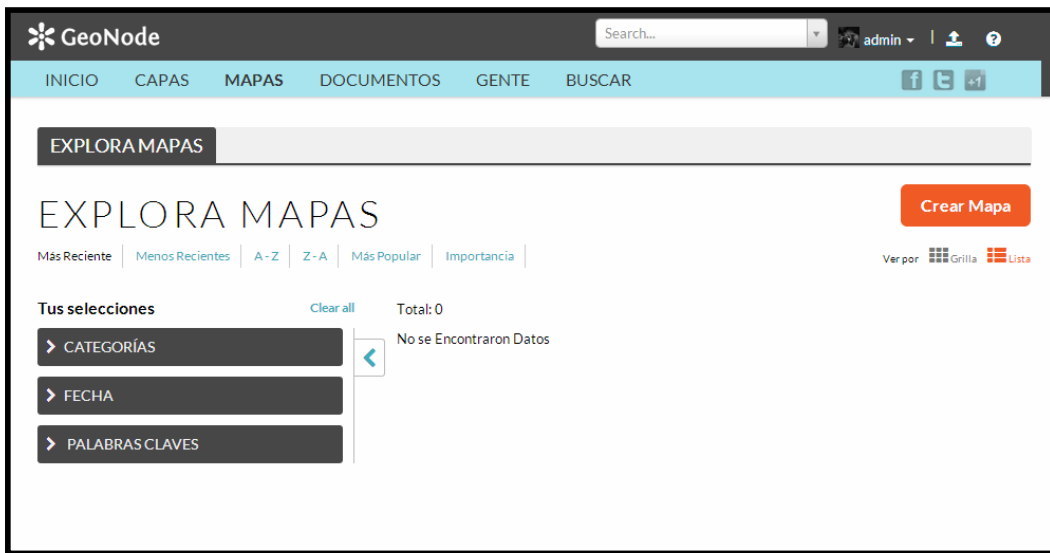 GeoNode Search... admin
INICIO CAPAS MAPAS DOCUMENTOS GENTE BUSCAR f t +1
EXPLORA MAPAS
EXPLORA MAPAS Crear Mapa
Más Reciente Menos Recientes A - Z Z - A Más Popular Importancia Ver por Grilla Lista
Tus selecciones Clear all Total: 0
CATEGORÍAS No se Encontraron Datos
FECHA
PALABRAS CLAVES